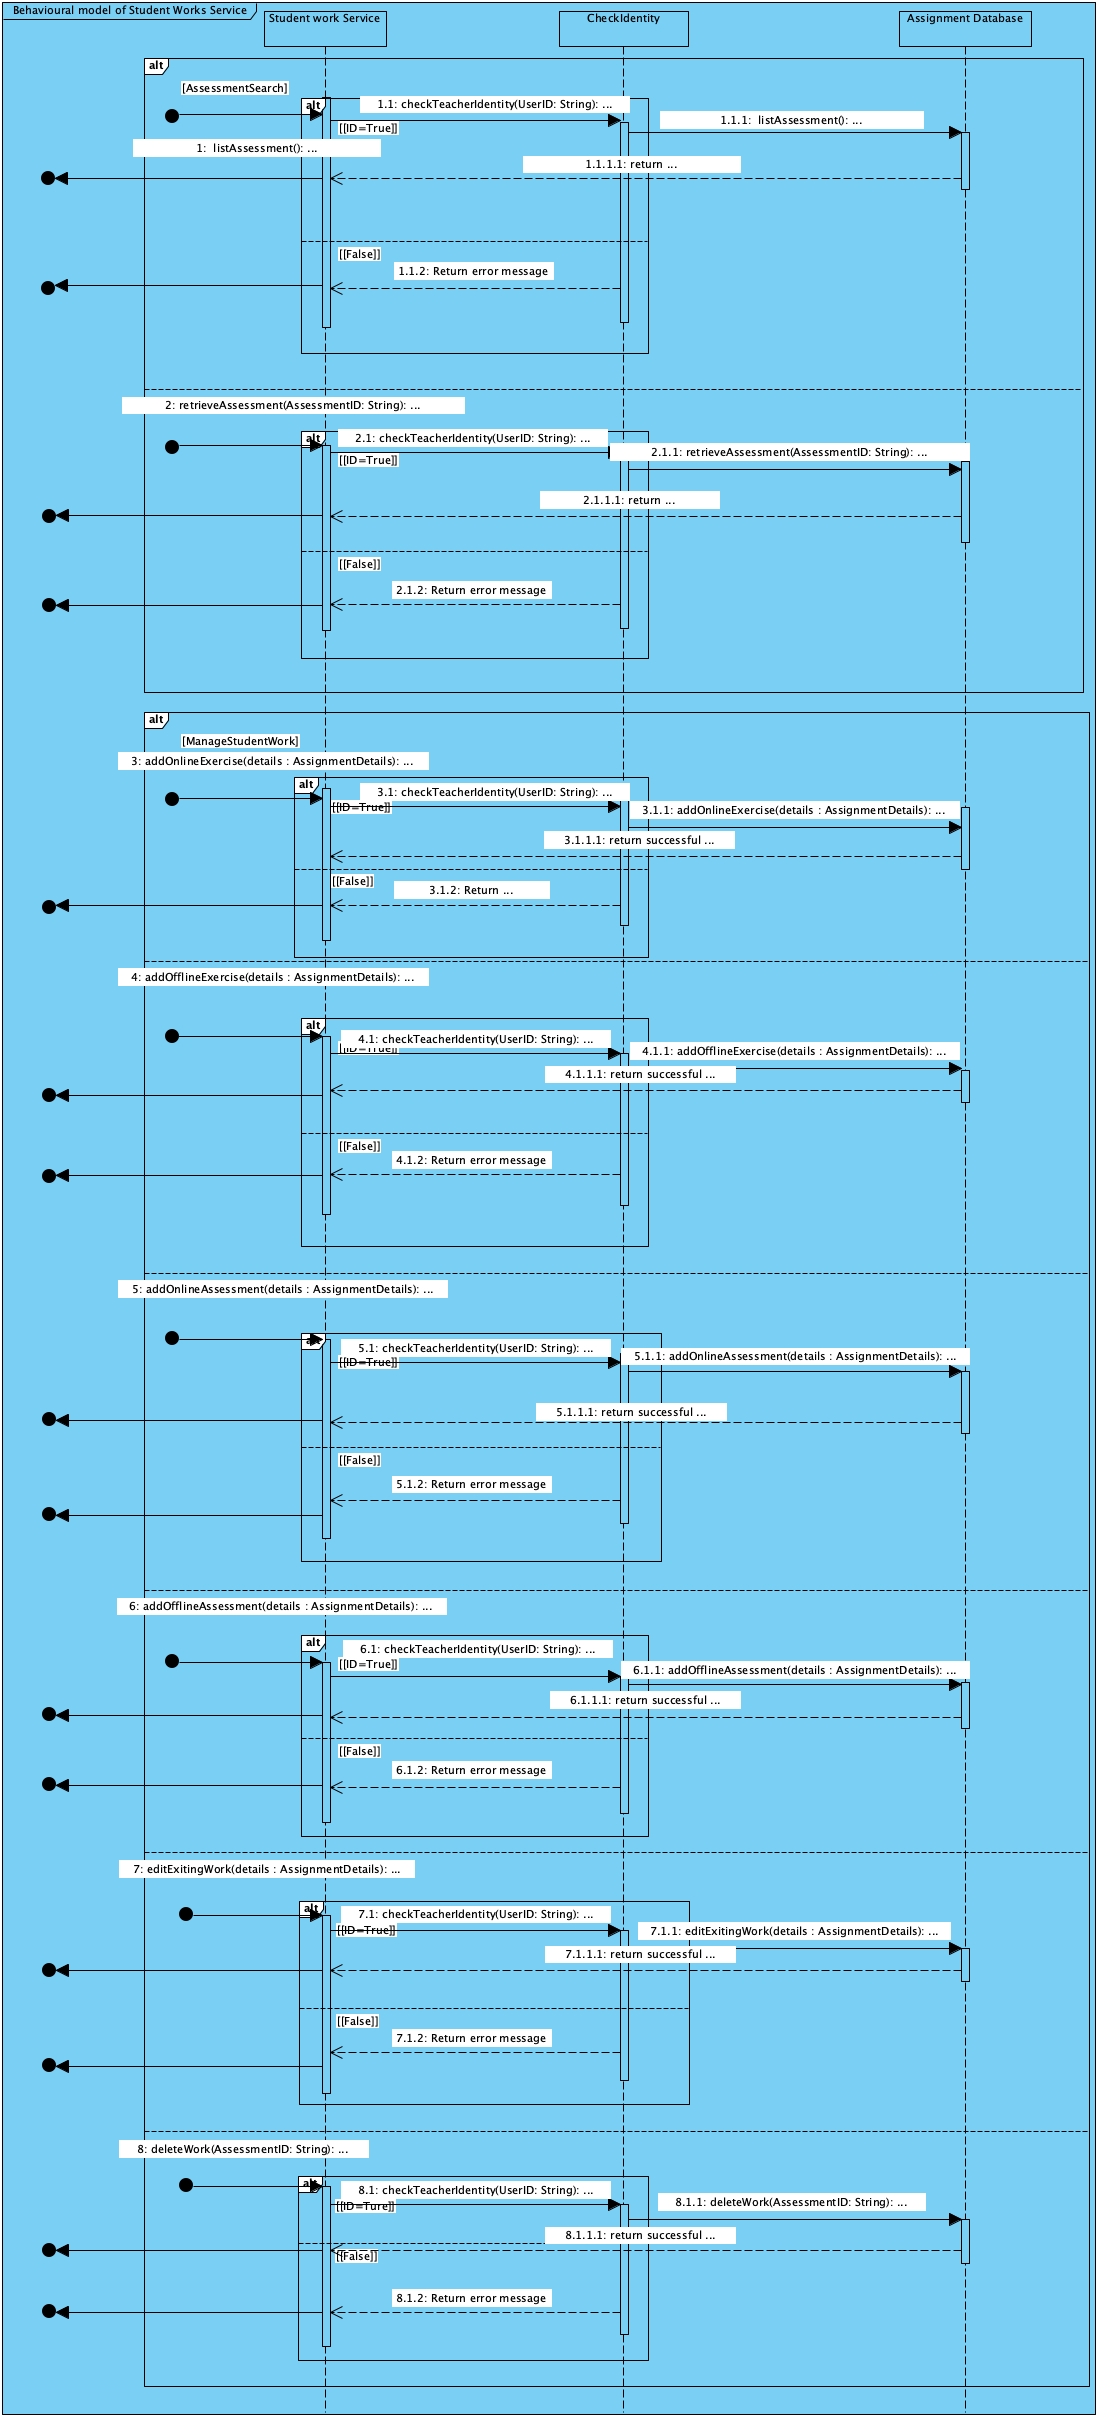 Behavioural model of Student Works Service
Student work Service
CheckIdentity
Assignment Database
alt
[AssessmentSearch]
alt
1.1: checkTeacherIdentity(UserID: String): ...
[[ID=True]]
1.1.1:  listAssessment(): ...
1:  listAssessment(): ...
1.1.1.1: return ...
[[False]]
1.1.2: Return error message
2: retrieveAssessment(AssessmentID: String): ...
alt
2.1: checkTeacherIdentity(UserID: String): ...
[[ID=True]]
2.1.1: retrieveAssessment(AssessmentID: String): ...
2.1.1.1: return ...
[[False]]
2.1.2: Return error message
alt
[ManageStudentWork]
3: addOnlineExercise(details : AssignmentDetails): ...
alt
3.1: checkTeacherIdentity(UserID: String): ...
[[ID=True]]
3.1.1: addOnlineExercise(details : AssignmentDetails): ...
3.1.1.1: return successful ...
[[False]]
3.1.2: Return ...
4: addOfflineExercise(details : AssignmentDetails): ...
alt
4.1: checkTeacherIdentity(UserID: String): ...
[[ID=True]]
4.1.1: addOfflineExercise(details : AssignmentDetails): ...
4.1.1.1: return successful ...
[[False]]
4.1.2: Return error message
5: addOnlineAssessment(details : AssignmentDetails): ...
alt
5.1: checkTeacherIdentity(UserID: String): ...
[[ID=True]]
5.1.1: addOnlineAssessment(details : AssignmentDetails): ...
5.1.1.1: return successful ...
[[False]]
5.1.2: Return error message
6: addOfflineAssessment(details : AssignmentDetails): ...
alt
6.1: checkTeacherIdentity(UserID: String): ...
[[ID=True]]
6.1.1: addOfflineAssessment(details : AssignmentDetails): ...
6.1.1.1: return successful ...
[[False]]
6.1.2: Return error message
7: editExitingWork(details : AssignmentDetails): ...
alt
7.1: checkTeacherIdentity(UserID: String): ...
[[ID=True]]
7.1.1: editExitingWork(details : AssignmentDetails): ...
7.1.1.1: return successful ...
[[False]]
7.1.2: Return error message
8: deleteWork(AssessmentID: String): ...
alt
8.1: checkTeacherIdentity(UserID: String): ...
[[ID=Ture]]
8.1.1: deleteWork(AssessmentID: String): ...
8.1.1.1: return successful ...
[[False]]
8.1.2: Return error message